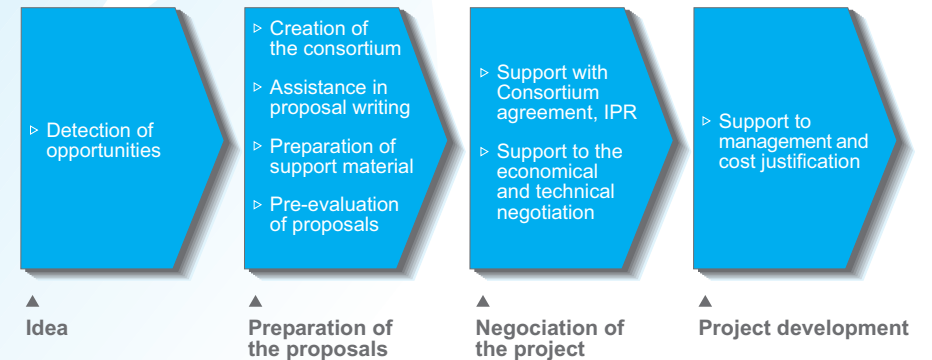 ▹ Detection of
opportunities
▹ Creation of
the consortium
▹ Assistance in
proposal writing
▹ Preparation of
support material
▹ Pre-evaluation
of proposals
▹ Support with
Consortium
agreement, IPR
▹ Support to the
economical
and technical
negotiation
▹ Support to
management and
cost justification
Idea
Preparation of
the proposals
Negociation of
the project
Project development